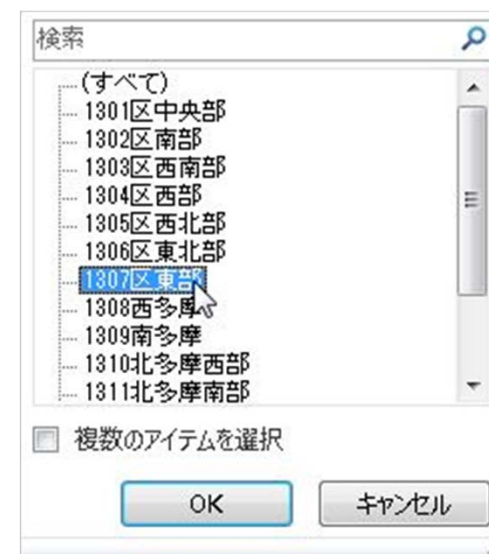 検索
(すべて)
1301区中央部
1302区南部
1303区西南部
1304区西部
1305区西北部
1306区東北部
1307区東部
1308西多摩
1309南多摩
1310北多摩西部
1311北多摩南部
複数のアイテムを選択
OK
キャンセル